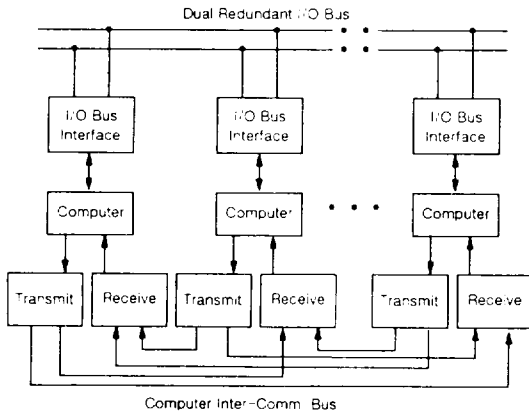 Dual Redundant I/O Bus
I/O Bus
Interface
I/O Bus
Interface
I/O Bus
Interface
Computer
Computer
Computer
Transmit
Receive
Transmit
Receive
Transmit
Receive
Computer Inter-Comm Bus